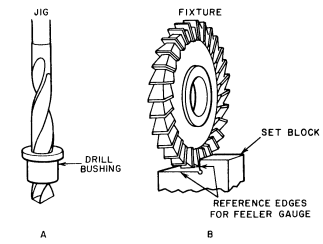 JIG
FIXTURE
DRILL
BUSHING
SET BLOCK
REFERENCE EDGES
FOR FEELER GAUGE
A
B